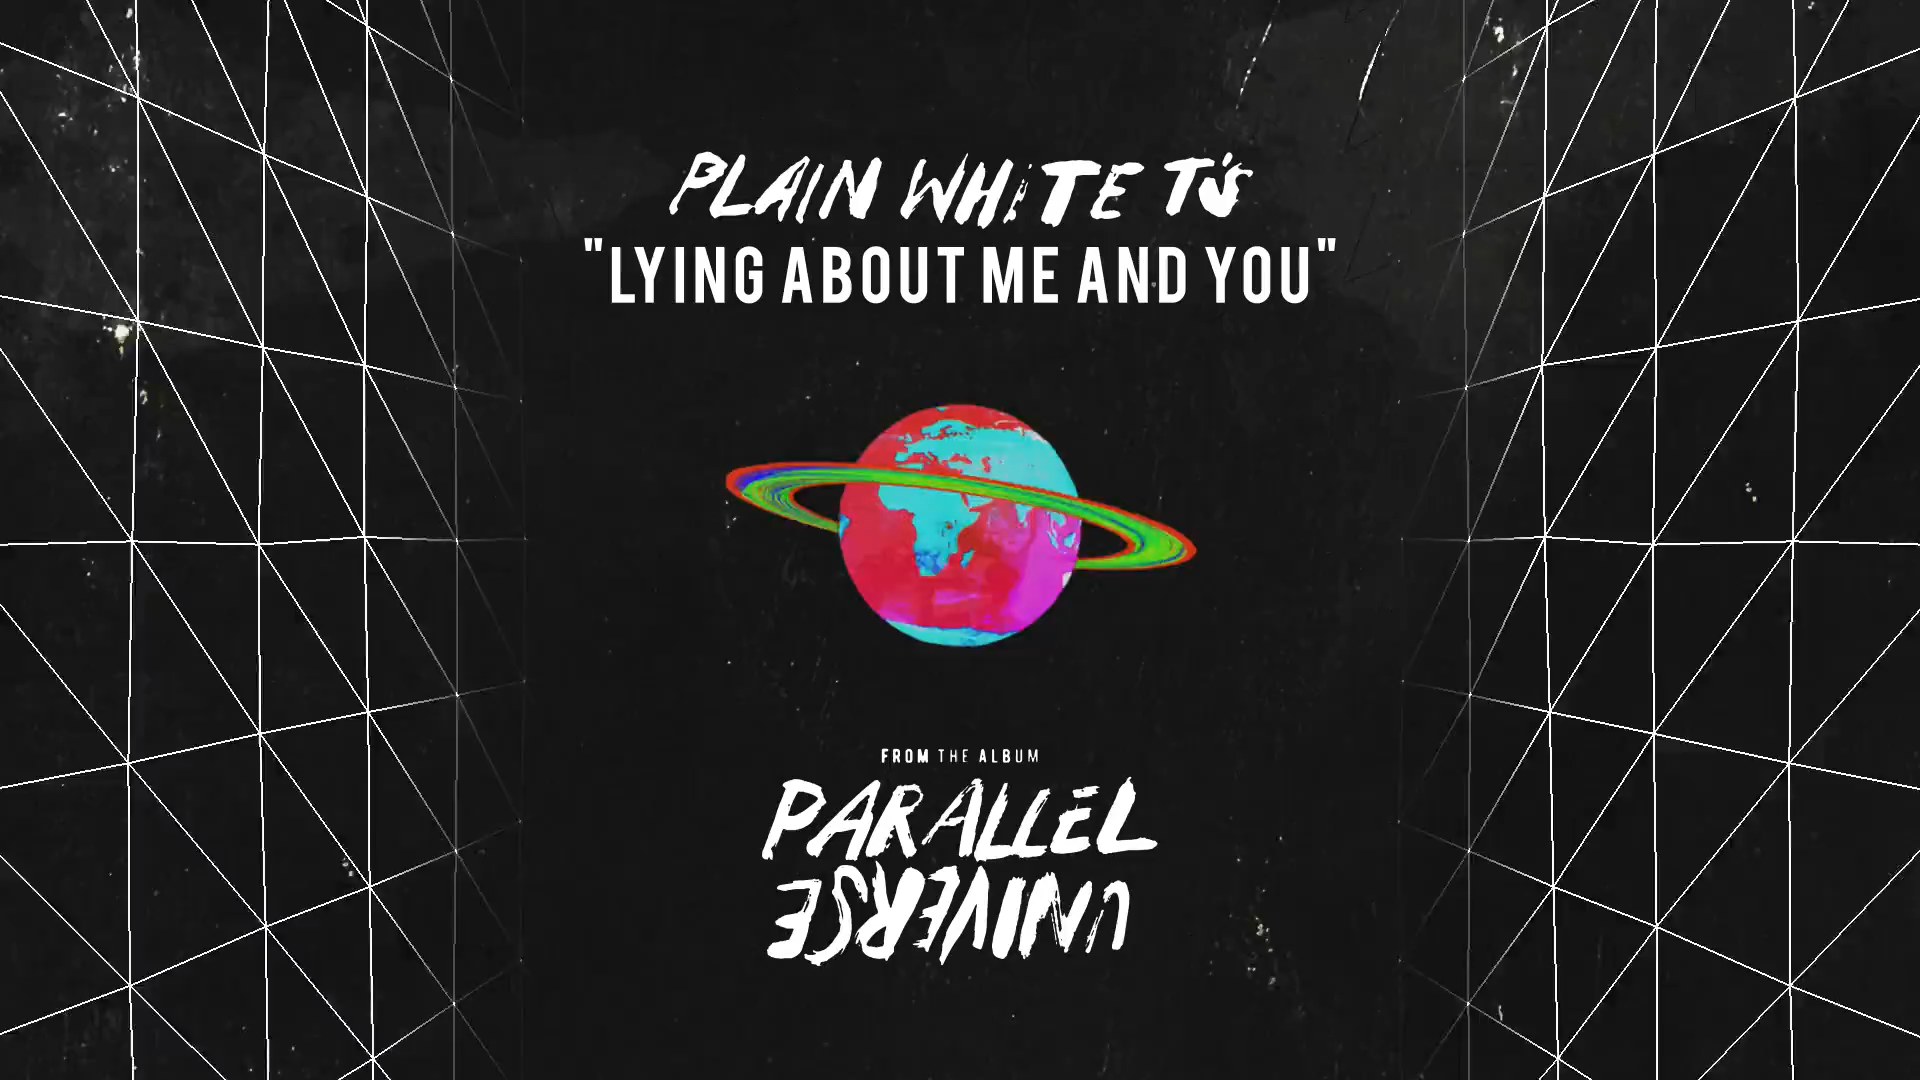 PLAIN WHITE T'S
"LYING ABOUT ME AND YOU"
FROM THE ALBUM
PARALLEL
UNIVERSE